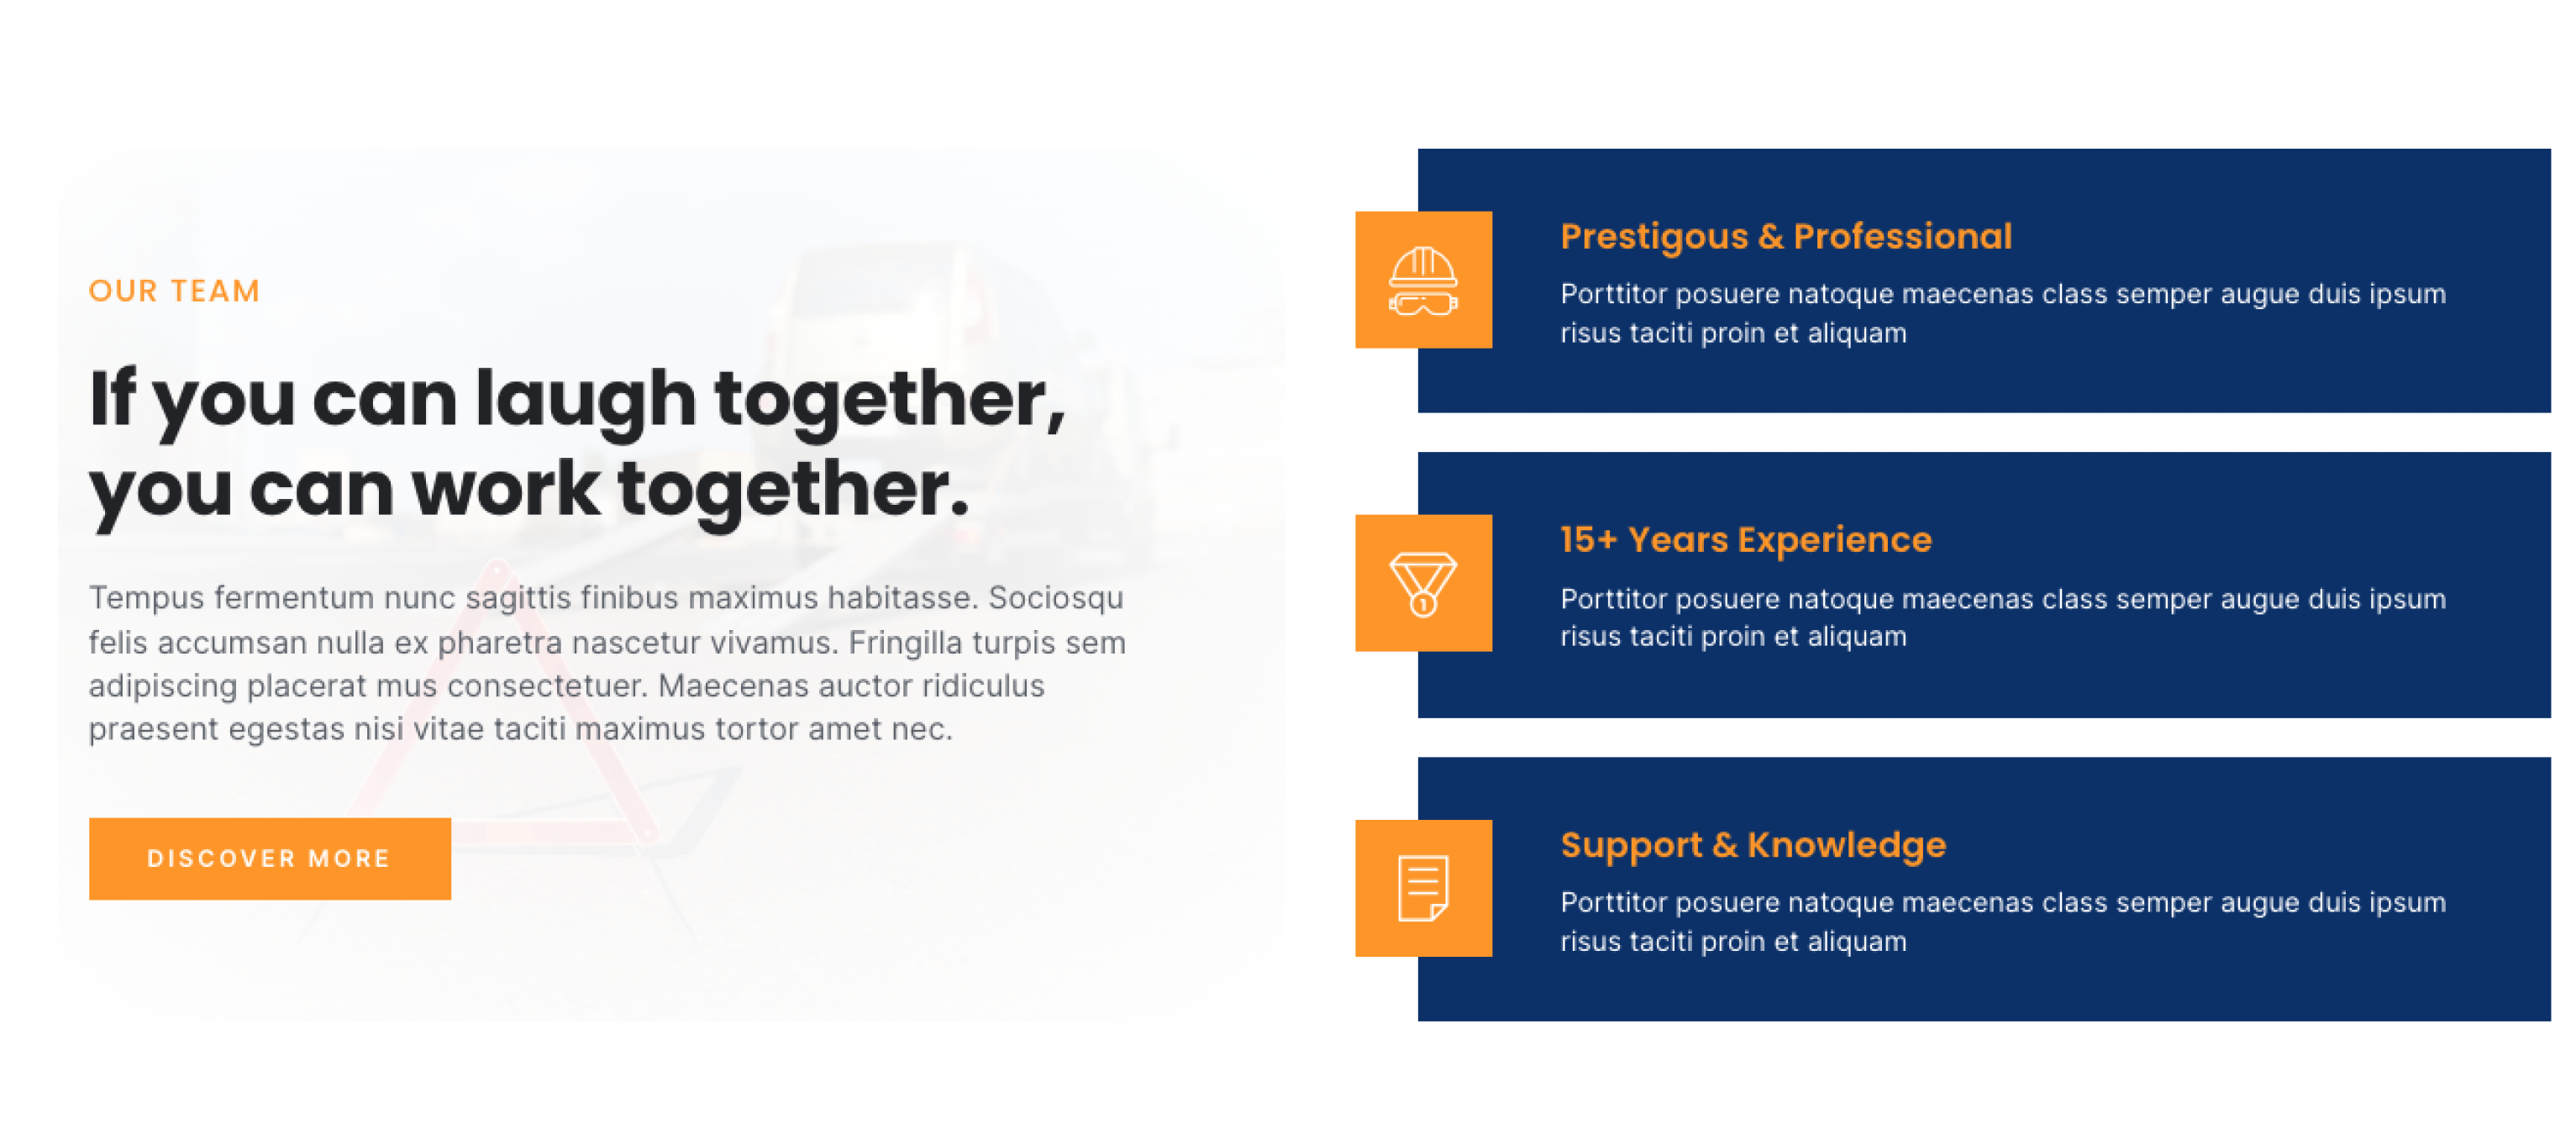 OUR TEAM
If you can laugh together,
you can work together.
Tempus fermentum nunc sagittis finibus maximus habitasse. Sociosqu
felis accumsan nulla ex pharetra nascetur vivamus. Fringilla turpis sem
adipiscing placerat mus consectetuer. Maecenas auctor ridiculus
praesent egestas nisi vitae taciti maximus tortor amet nec.
DISCOVER MORE
Prestigous & Professional
Porttitor posuere natoque maecenas class semper augue duis ipsum
risus taciti proin et aliquam
1
15+ Years Experience
Porttitor posuere natoque maecenas class semper augue duis ipsum
risus taciti proin et aliquam
Support & Knowledge
Porttitor posuere natoque maecenas class semper augue duis ipsum
risus taciti proin et aliquam